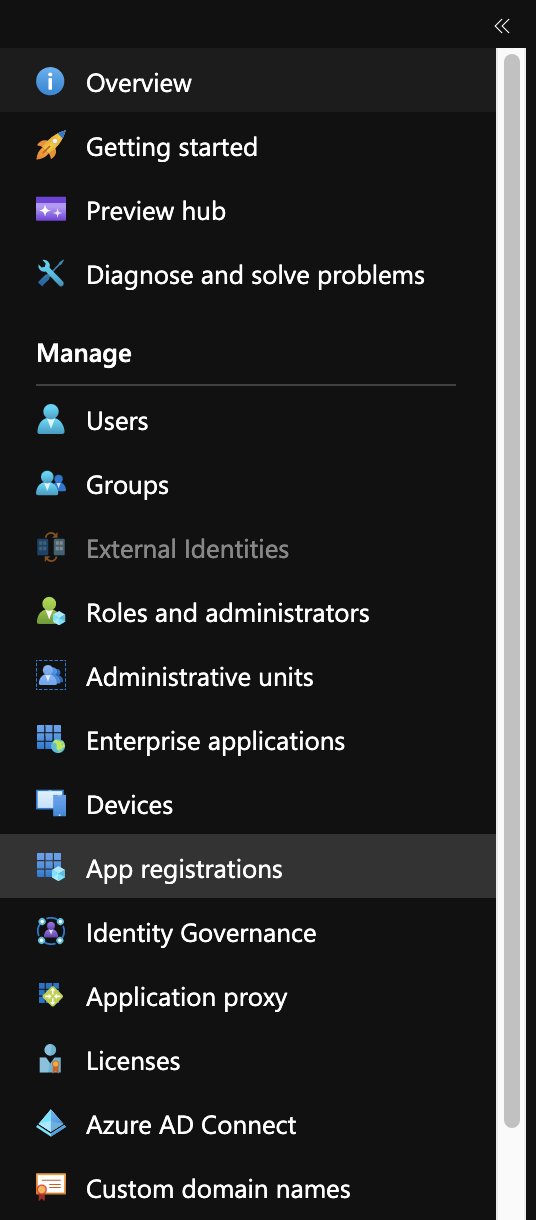 Overview
Getting started
Preview hub
Diagnose and solve problems
Manage
Users
Groups
External Identities
Roles and administrators
Administrative units
Enterprise applications
Devices
App registrations
Identity Governance
Application proxy
Licenses
Azure AD Connect
Custom domain names